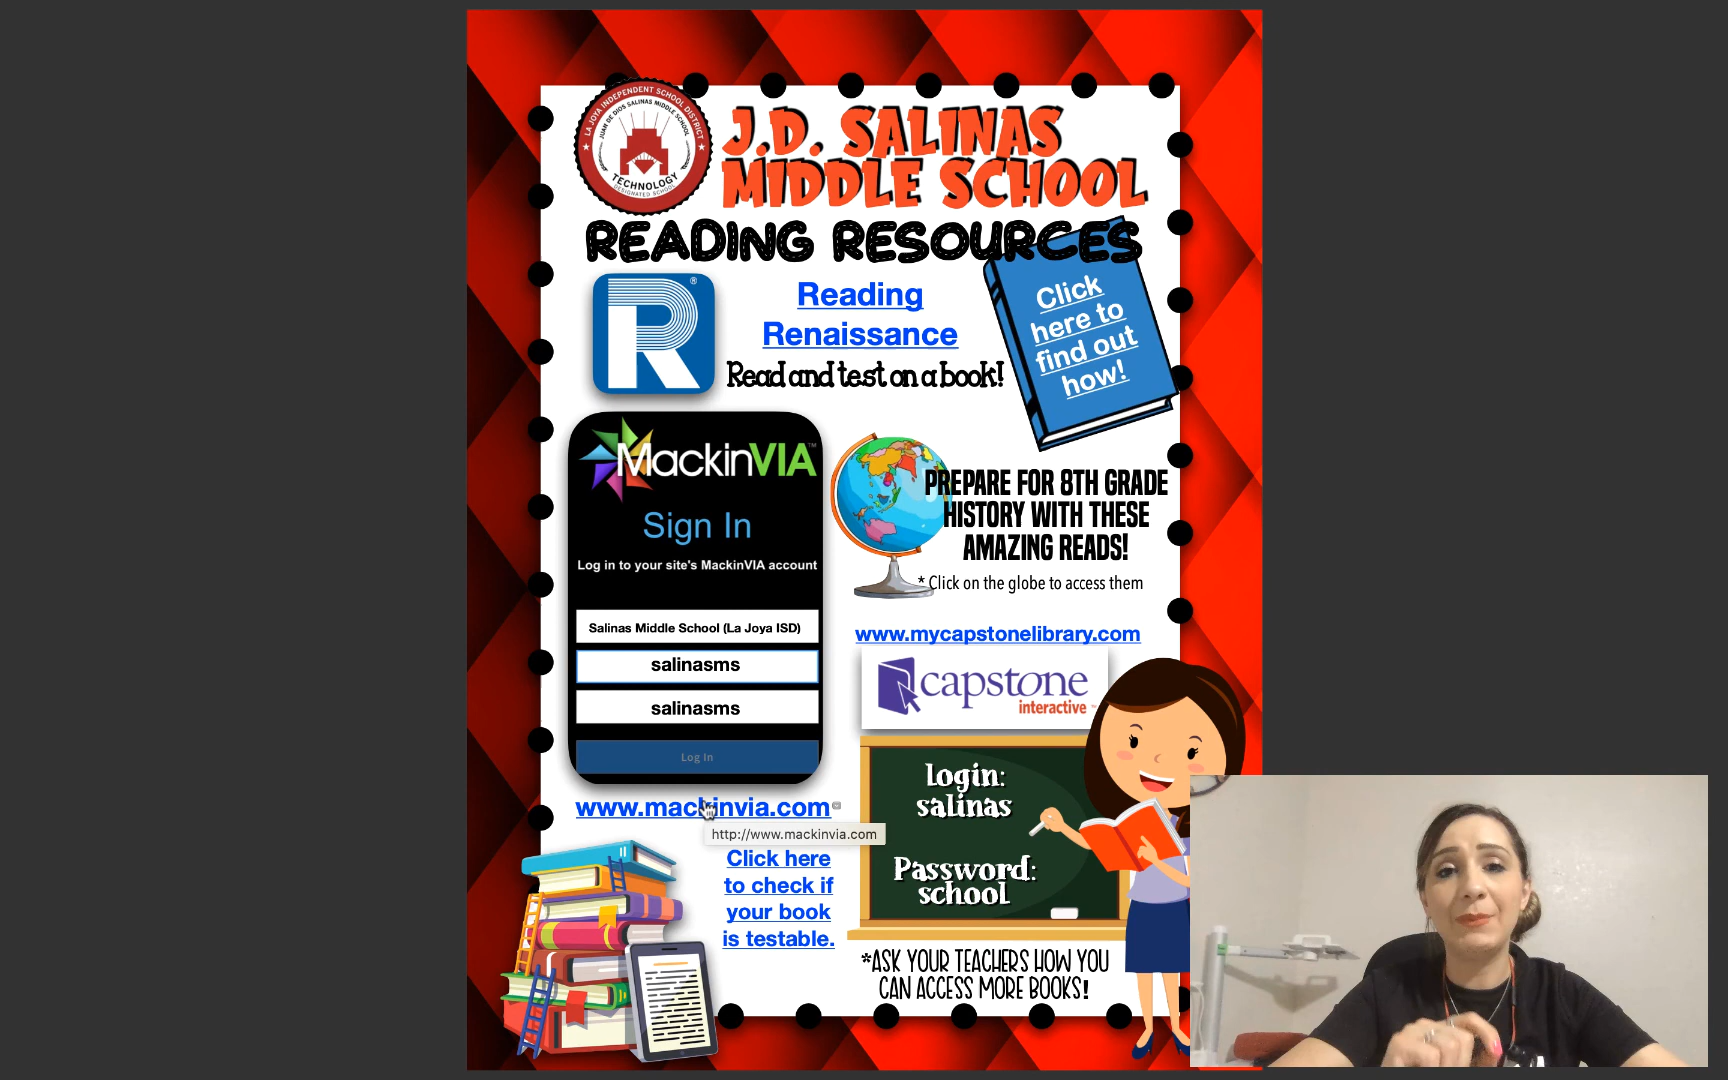 LA JOYA INDEPENDENT SCHOOL DISTRICT
JUAN DE DIOS SALINAS MIDDLE SCHOOL
TECHNOLOGY
DESIGNATED SCHOOL
J.D. SALINAS
MIDDLE SCHOOL
READING RESOURCES
R®
Reading
Renaissance
Read and test on a book!
Click
here to
find out
how!
MackinVIA™
Sign In
Log in to your site's MackinVIA account
Salinas Middle School (La Joya ISD)
salinasms
salinasms
Log In
www.mackinvia.com
http://www.mackinvia.com
Click here
to check if
your book
is testable.
PREPARE FOR 8TH GRADE
HISTORY WITH THESE
AMAZING READS!
* Click on the globe to access them
www.mycapstonelibrary.com
capstone
interactive
Login:
salinas
Password:
school
*ASK YOUR TEACHERS HOW YOU
CAN ACCESS MORE BOOKS!